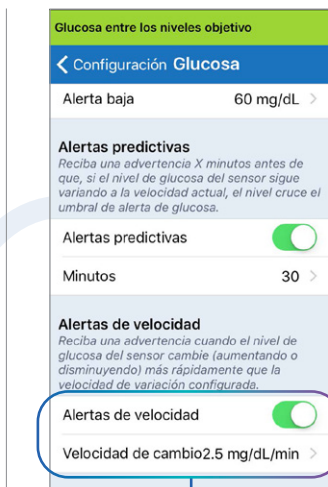 Glucosa entre los niveles objetivo
Configuración Glucosa
Alerta baja 60 mg/dL
Alertas predictivas
Reciba una advertencia X minutos antes de
que, si el nivel de glucosa del sensor sigue
variando a la velocidad actual, el nivel cruce el
umbral de alerta de glucosa.
Alertas predictivas
Minutos 30
Alertas de velocidad
Reciba una advertencia cuando el nivel de
glucosa del sensor cambie (aumentando o
disminuyendo) más rápidamente que la
velocidad de variación configurada.
Alertas de velocidad
Velocidad de cambio2.5 mg/dL/min